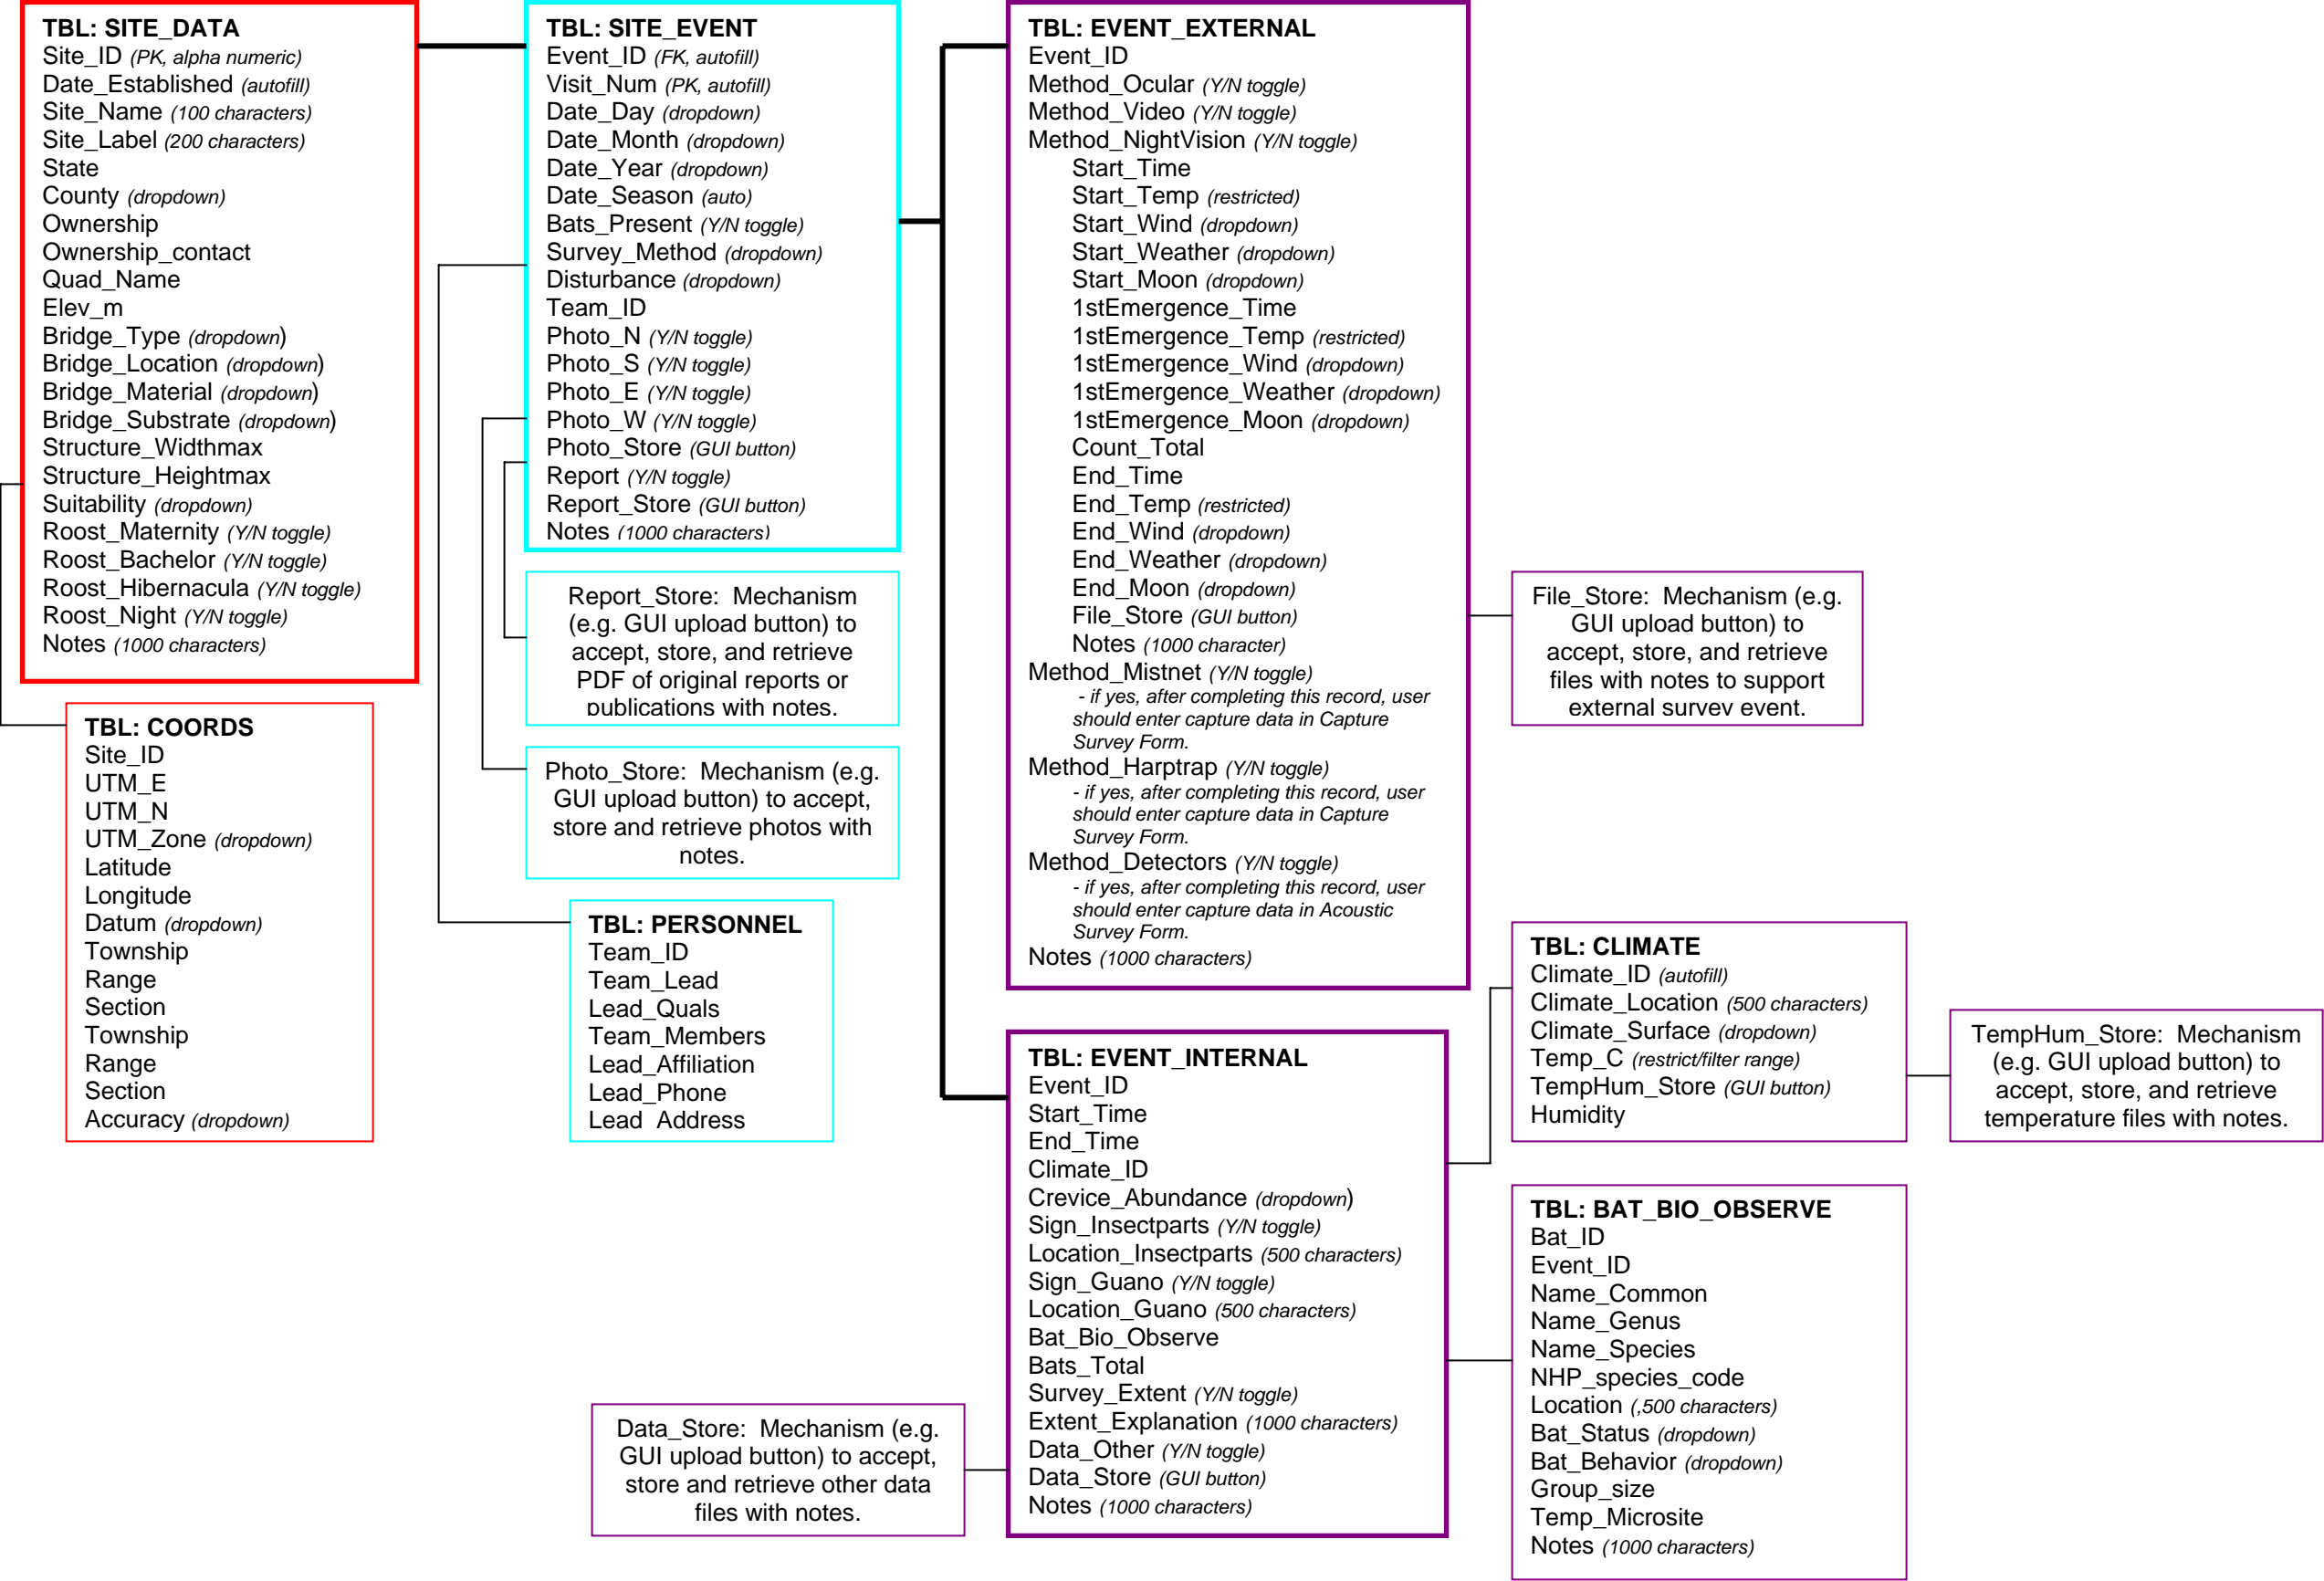 TBL: SITE_DATA
Site_ID (PK, alpha numeric)
Date_Established (autofill)
Site_Name (100 characters)
Site_Label (200 characters)
State
County (dropdown)
Ownership
Ownership_contact
Quad_Name
Elev_m
Bridge_Type (dropdown)
Bridge_Location (dropdown)
Bridge_Material (dropdown)
Bridge_Substrate (dropdown)
Structure_Widthmax
Structure_Heightmax
Suitability (dropdown)
Roost_Maternity (Y/N toggle)
Roost_Bachelor (Y/N toggle)
Roost_Hibernacula (Y/N toggle)
Roost_Night (Y/N toggle)
Notes (1000 characters)
TBL: COORDS
Site_ID
UTM_E
UTM_N
UTM_Zone (dropdown)
Latitude
Longitude
Datum (dropdown)
Township
Range
Section
Township
Range
Section
Accuracy (dropdown)
TBL: SITE_EVENT
Event_ID (FK, autofill)
Visit_Num (PK, autofill)
Date_Day (dropdown)
Date_Month (dropdown)
Date_Year (dropdown)
Date_Season (auto)
Bats_Present (Y/N toggle)
Survey_Method (dropdown)
Disturbance (dropdown)
Team_ID
Photo_N (Y/N toggle)
Photo_S (Y/N toggle)
Photo_E (Y/N toggle)
Photo_W (Y/N toggle)
Photo_Store (GUI button)
Report (Y/N toggle)
Report_Store (GUI button)
Notes (1000 characters)
Report_Store: Mechanism
(e.g. GUI upload button) to
accept, store, and retrieve
PDF of original reports or
publications with notes.
Photo_Store: Mechanism (e.g.
GUI upload button) to accept,
store and retrieve photos with
notes.
TBL: PERSONNEL
Team_ID
Team_Lead
Lead_Quals
Team_Members
Lead_Affiliation
Lead_Phone
Lead_Address
TBL: EVENT_EXTERNAL
Event_ID
Method_Ocular (Y/N toggle)
Method_Video (Y/N toggle)
Method_NightVision (Y/N toggle)
Start_Time
Start_Temp (restricted)
Start_Wind (dropdown)
Start_Weather (dropdown)
Start_Moon (dropdown)
1stEmergence_Time
1stEmergence_Temp (restricted)
1stEmergence_Wind (dropdown)
1stEmergence_Weather (dropdown)
1stEmergence_Moon (dropdown)
Count_Total
End_Time
End_Temp (restricted)
End_Wind (dropdown)
End_Weather (dropdown)
End_Moon (dropdown)
File_Store (GUI button)
Notes (1000 character)
Method_Mistnet (Y/N toggle)
- if yes, after completing this record, user
should enter capture data in Capture
Survey Form.
Method_Harptrap (Y/N toggle)
- if yes, after completing this record, user
should enter capture data in Capture
Survey Form.
Method_Detectors (Y/N toggle)
- if yes, after completing this record, user
should enter capture data in Acoustic
Survey Form.
Notes (1000 characters)
File_Store: Mechanism (e.g.
GUI upload button) to
accept, store, and retrieve
files with notes to support
external survey event.
TBL: EVENT_INTERNAL
Event_ID
Start_Time
End_Time
Climate_ID
Crevice_Abundance (dropdown)
Sign_Insectparts (Y/N toggle)
Location_Insectparts (500 characters)
Sign_Guano (Y/N toggle)
Location_Guano (500 characters)
Bat_Bio_Observe
Bats_Total
Survey_Extent (Y/N toggle)
Extent_Explanation (1000 characters)
Data_Other (Y/N toggle)
Data_Store (GUI button)
Notes (1000 characters)
Data_Store: Mechanism (e.g.
GUI upload button) to accept,
store and retrieve other data
files with notes.
TBL: CLIMATE
Climate_ID (autofill)
Climate_Location (500 characters)
Climate_Surface (dropdown)
Temp_C (restrict/filter range)
TempHum_Store (GUI button)
Humidity
TempHum_Store: Mechanism
(e.g. GUI upload button) to
accept, store, and retrieve
temperature files with notes.
TBL: BAT_BIO_OBSERVE
Bat_ID
Event_ID
Name_Common
Name_Genus
Name_Species
NHP_species_code
Location (,500 characters)
Bat_Status (dropdown)
Bat_Behavior (dropdown)
Group_size
Temp_Microsite
Notes (1000 characters)